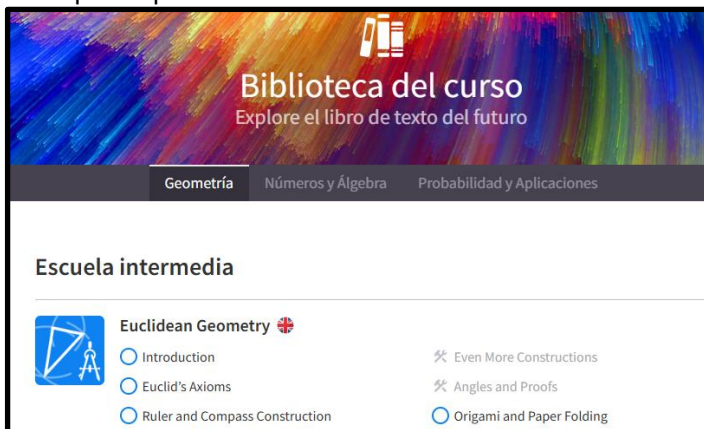 Biblioteca del curso
Explore el libro de texto del futuro
Geometría Números y Álgebra Probabilidad y Aplicaciones
Escuela intermedia
Euclidean Geometry
Introduction
Even More Constructions
Euclid's Axioms
Angles and Proofs
Ruler and Compass Construction
Origami and Paper Folding